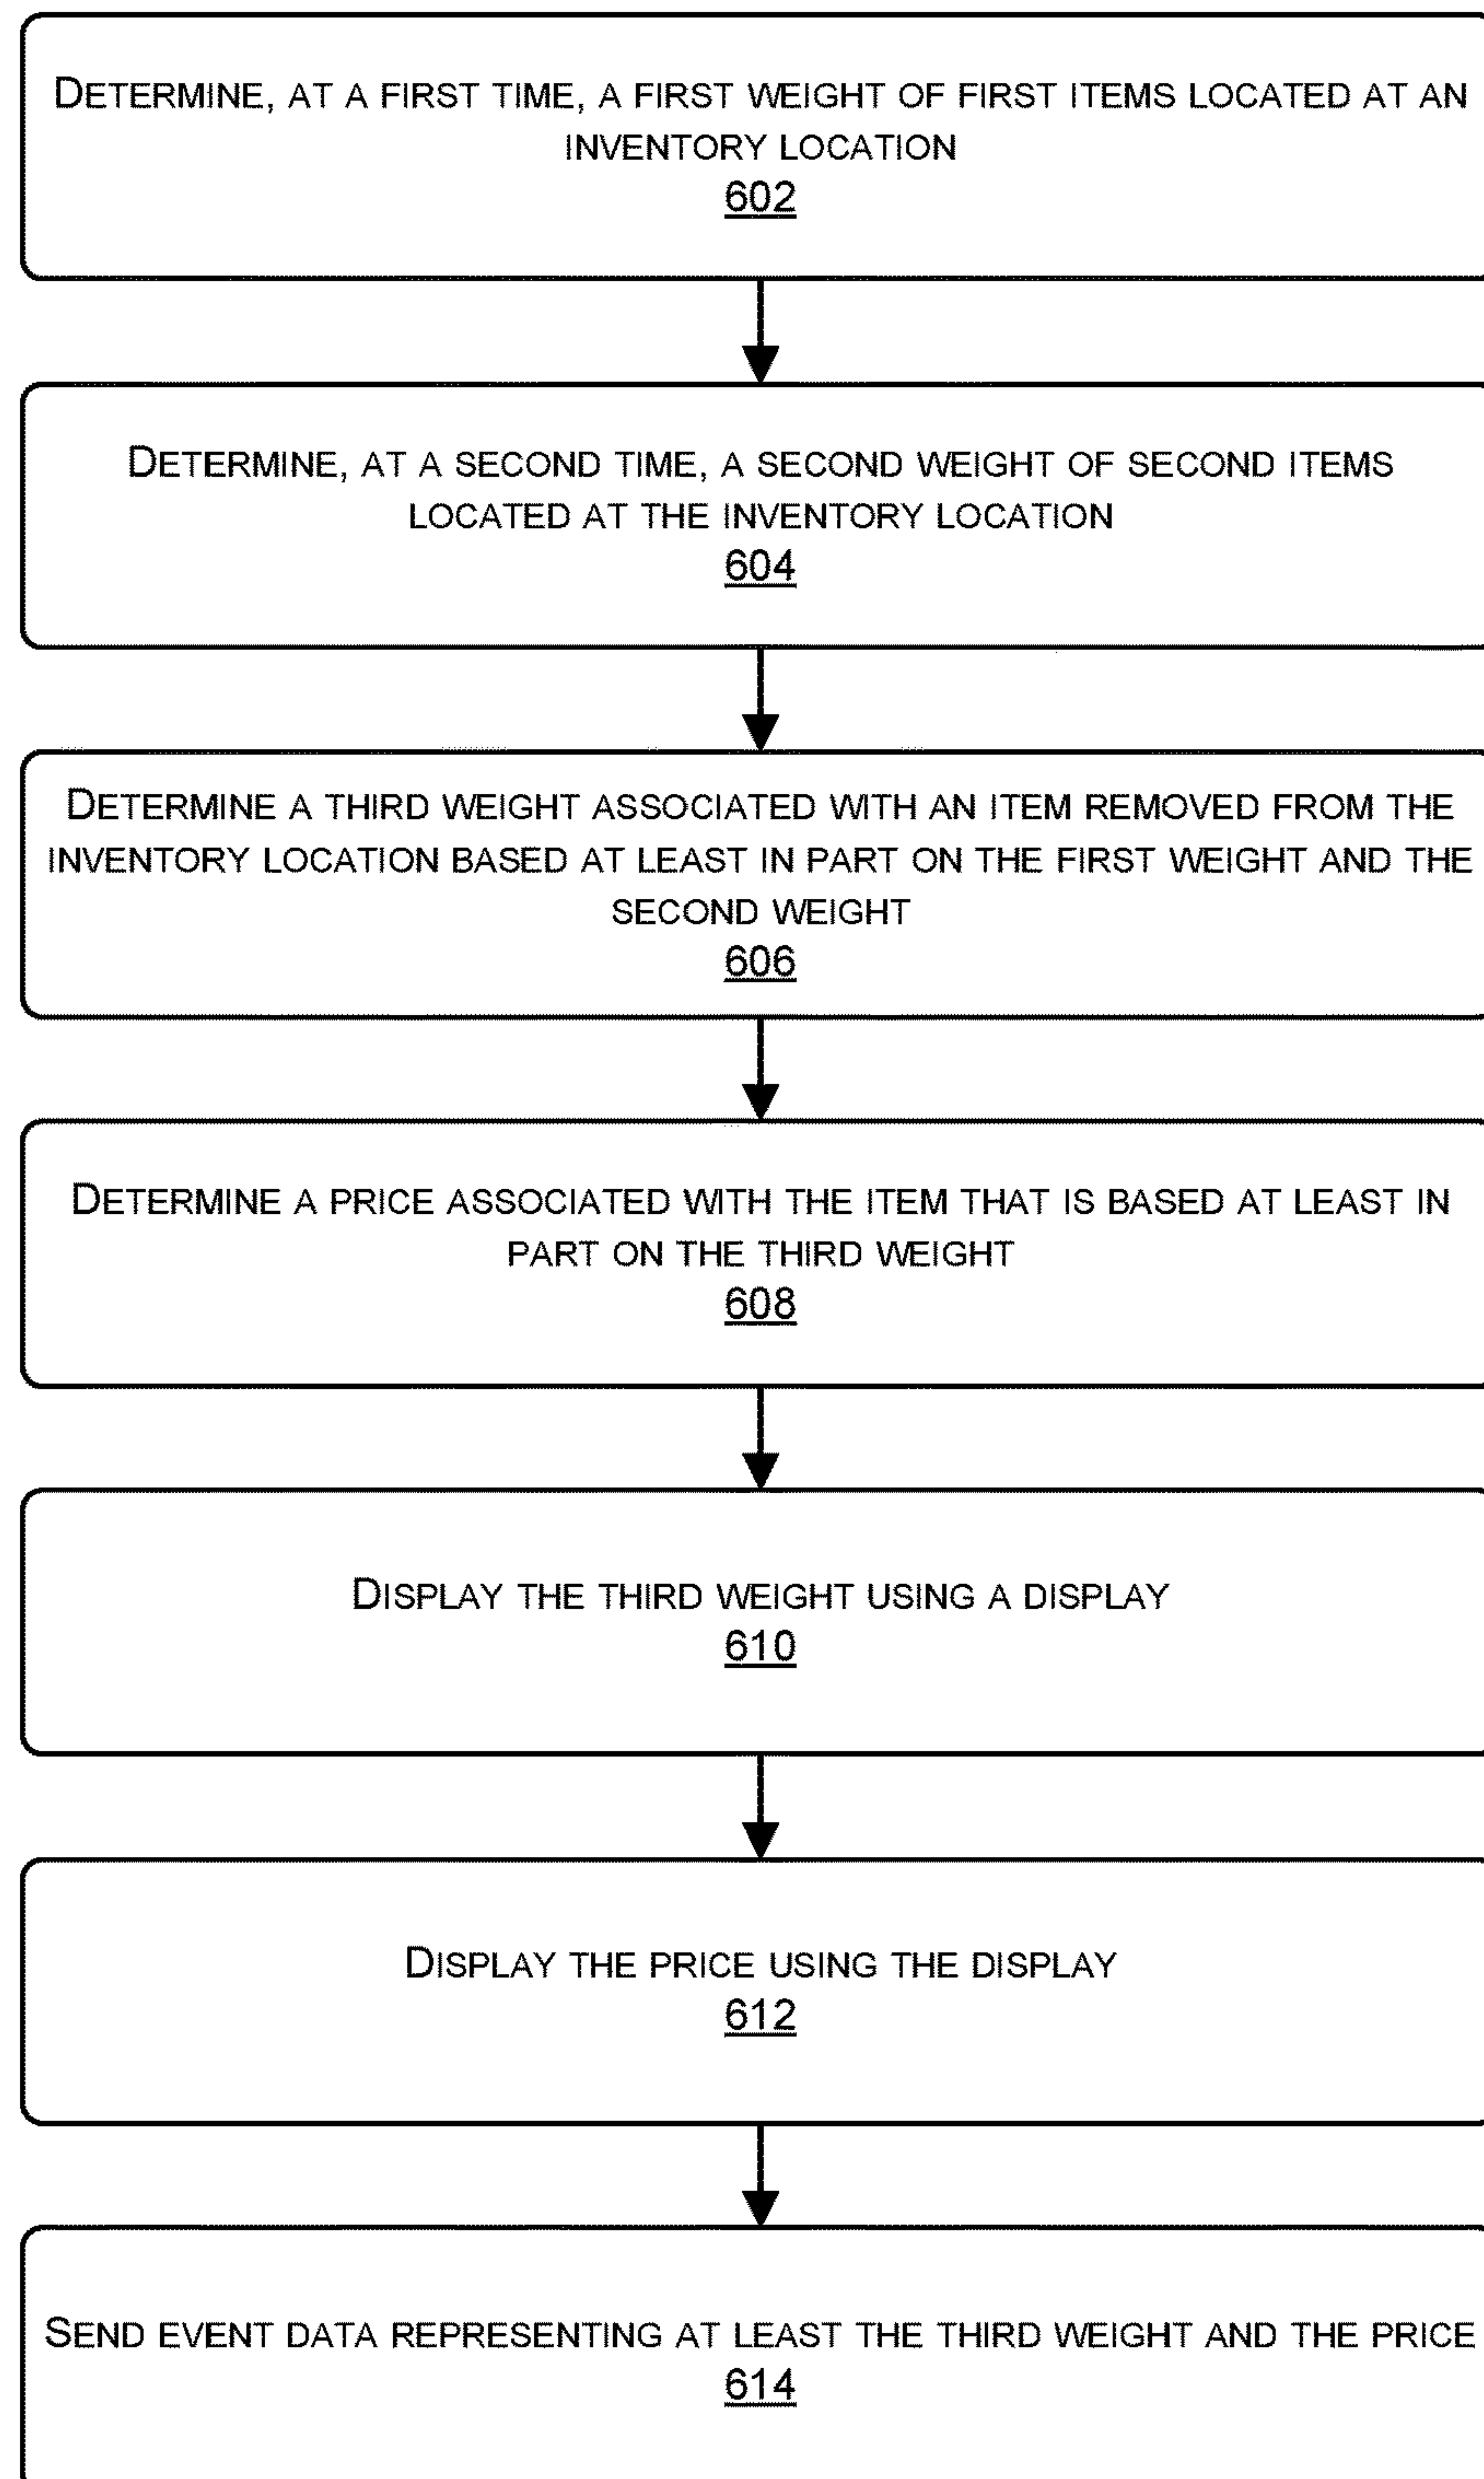 DETERMINE, AT A FIRST TIME, A FIRST WEIGHT OF FIRST ITEMS LOCATED AT AN
INVENTORY LOCATION
602
DETERMINE, AT A SECOND TIME, A SECOND WEIGHT OF SECOND ITEMS
LOCATED AT THE INVENTORY LOCATION
604
DETERMINE A THIRD WEIGHT ASSOCIATED WITH AN ITEM REMOVED FROM THE
INVENTORY LOCATION BASED AT LEAST IN PART ON THE FIRST WEIGHT AND THE
SECOND WEIGHT
606
DETERMINE A PRICE ASSOCIATED WITH THE ITEM THAT IS BASED AT LEAST IN
PART ON THE THIRD WEIGHT
608
DISPLAY THE THIRD WEIGHT USING A DISPLAY
610
DISPLAY THE PRICE USING THE DISPLAY
612
SEND EVENT DATA REPRESENTING AT LEAST THE THIRD WEIGHT AND THE PRICE
614